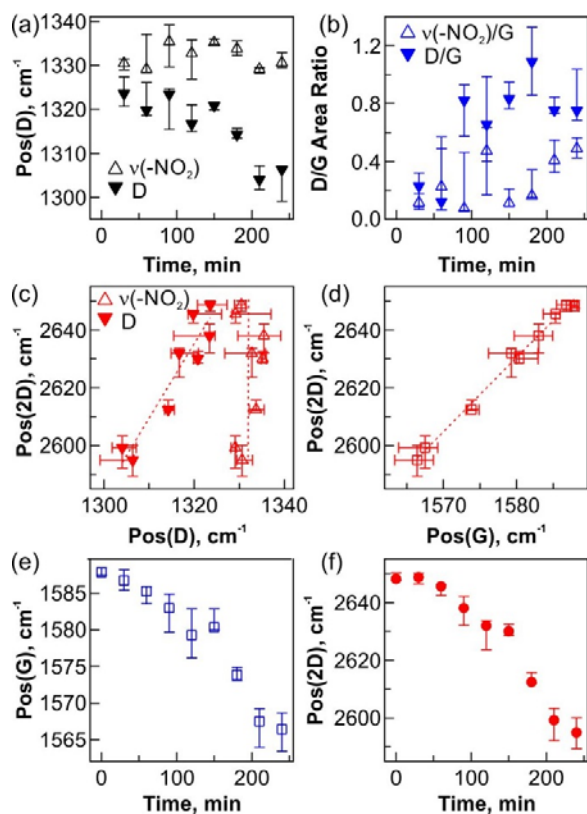 (a)
Pos(D), cm⁻¹
1340
1330
1320
1310
1300
ν(-NO₂)
D
0 100 200
Time, min
(b)
D/G Area Ratio
1.2
0.8
0.4
0.0
ν(-NO₂)/G
D/G
0 100 200
Time, min
(c)
Pos(2D), cm⁻¹
2640
2620
2600
ν(-NO₂)
D
1300 1320 1340
Pos(D), cm⁻¹
(d)
Pos(2D), cm⁻¹
2640
2620
2600
1570 1580
Pos(G), cm⁻¹
(e)
Pos(G), cm⁻¹
1585
1580
1575
1570
1565
0 100 200
Time, min
(f)
Pos(2D), cm⁻¹
2640
2620
2600
0 100 200
Time, min